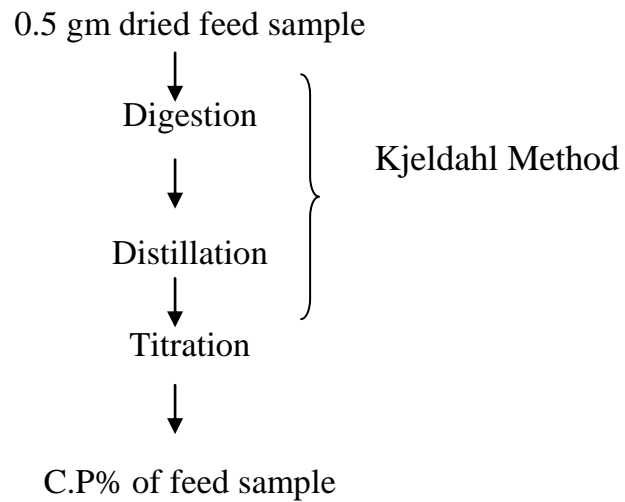 0.5 gm dried feed sample
Digestion
Kjeldahl Method
Distillation
Titration
C.P% of feed sample